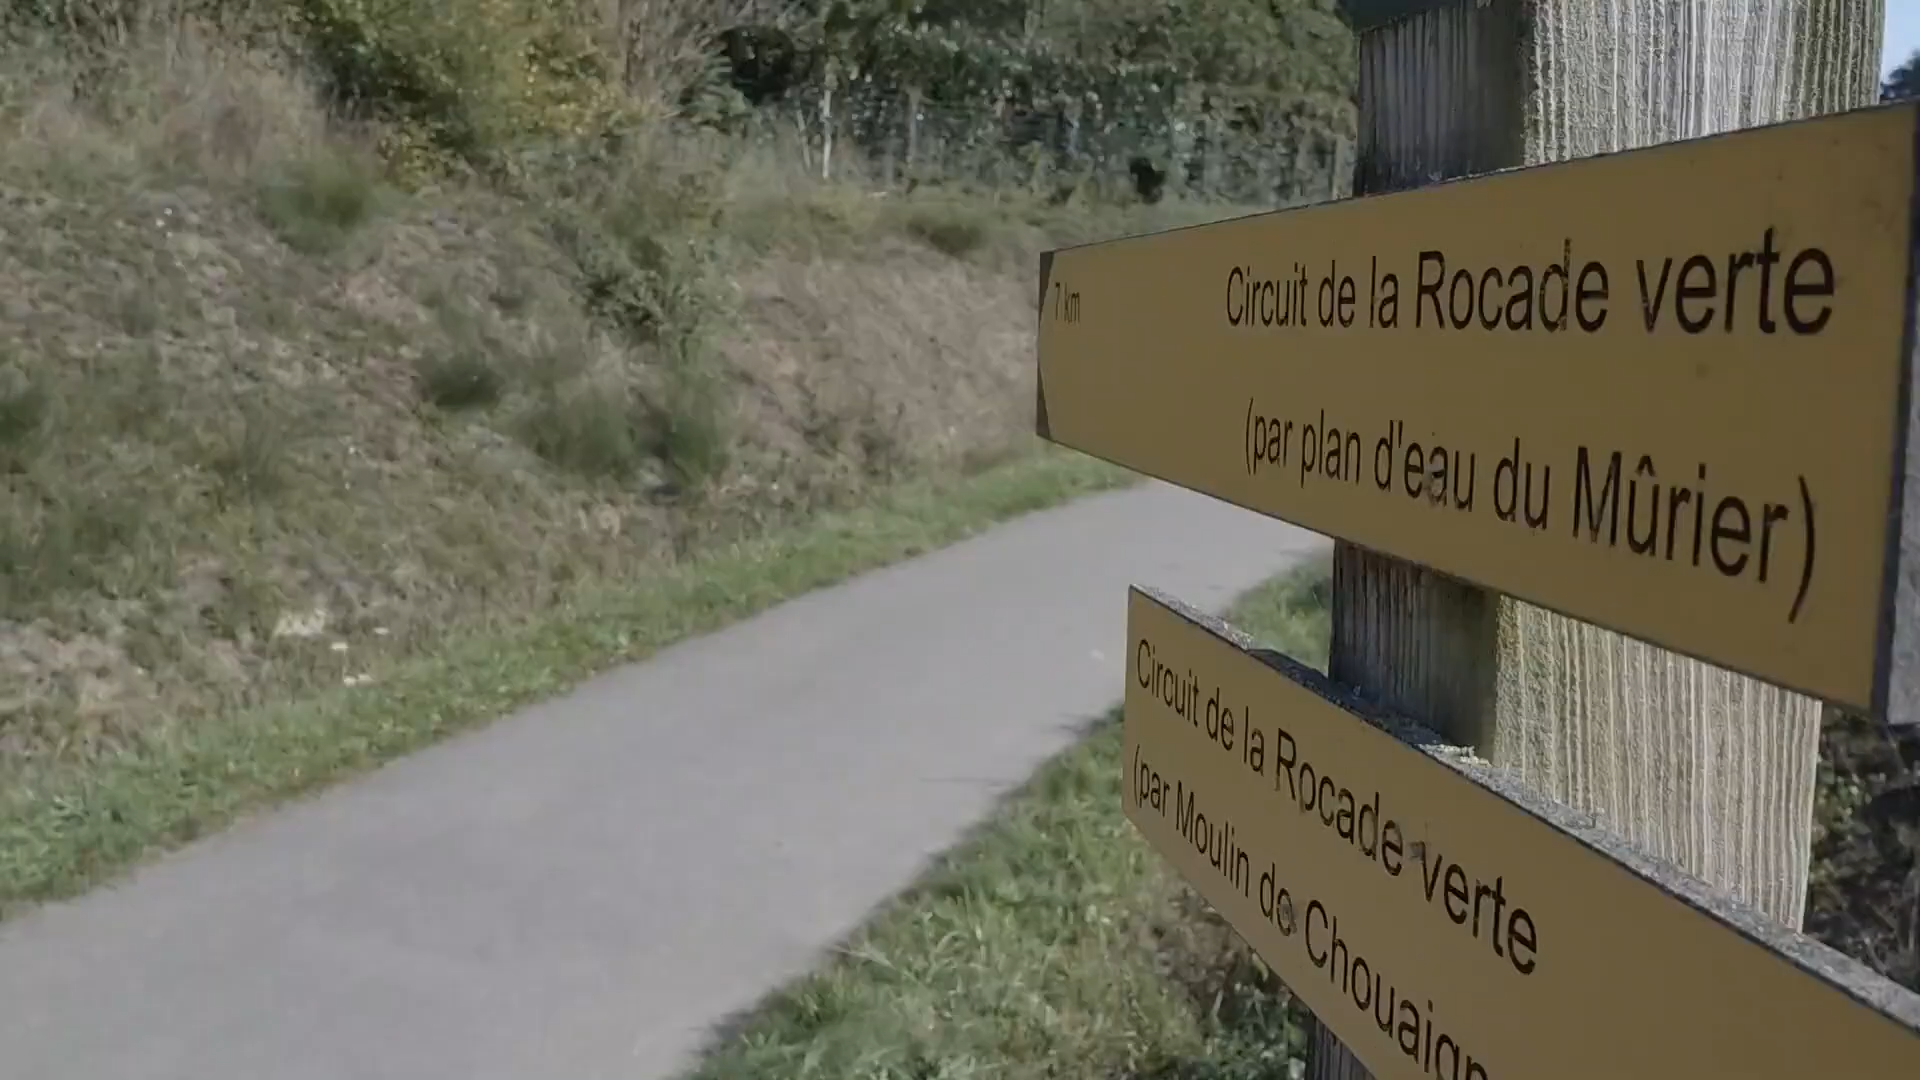 7 km
Circuit de la Rocade verte
(par plan d'eau du Mûrier)
Circuit de la Rocade verte
(par Moulin de